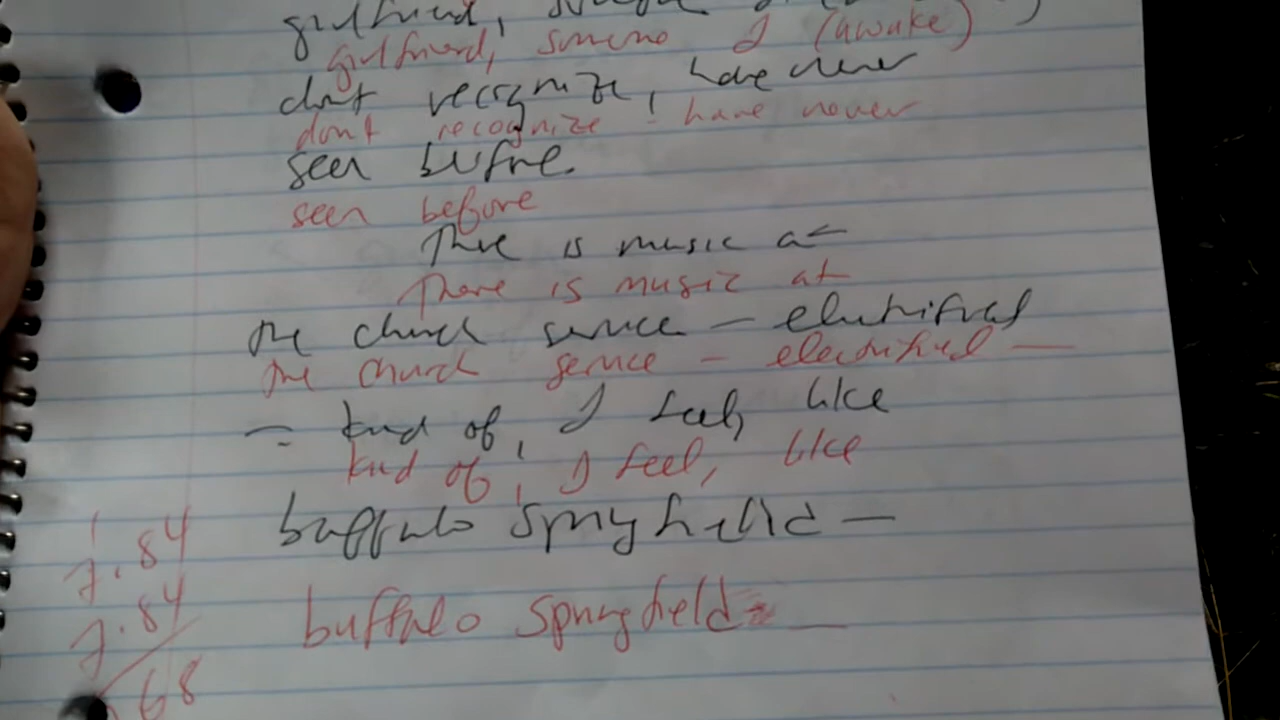 girlfriend,
girlfriend, someone I (awake)
dont recognize, have never
dont recognize! have never
seen before.
seen before
There is music at
There is music at
the church service — electrified
the church service — electrified —
— kind of, I feel, like
kind of, I feel, like
buffalo Springfield —
buffalo Springfield —
.84
.84
68